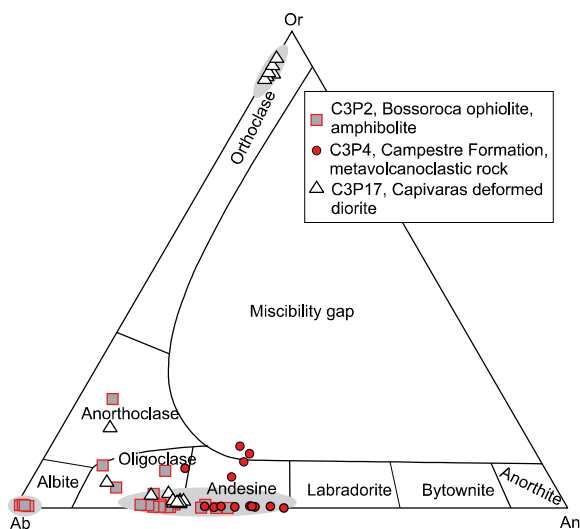 Or
Orthoclase
C3P2, Bossoroca ophiolite,
amphibolite
C3P4, Campestre Formation,
metavolcanoclastic rock
C3P17, Capivaras deformed
diorite
Miscibility gap
Anorthoclase
Oligoclase
Albite
Andesine
Labradorite
Bytownite
Anorthite
Ab
An